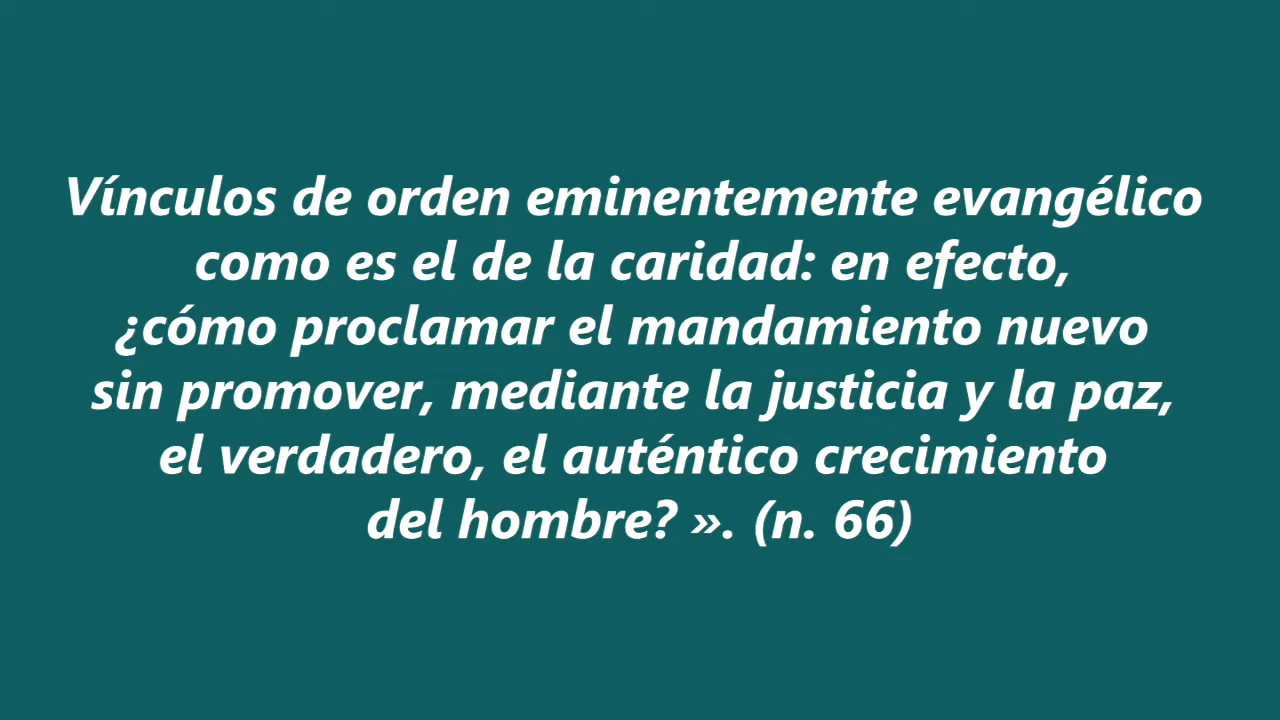 Vínculos de orden eminentemente evangélico
como es el de la caridad: en efecto,
¿cómo proclamar el mandamiento nuevo
sin promover, mediante la justicia y la paz,
el verdadero, el auténtico crecimiento
del hombre? ». (n. 66)